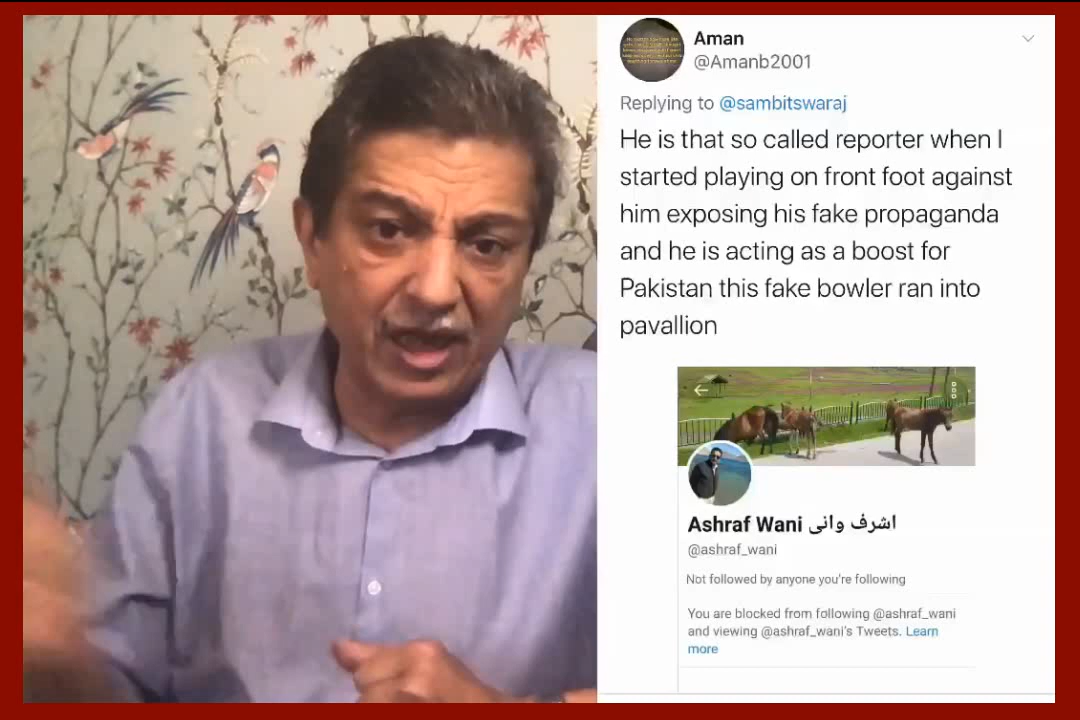 Aman
@Amanb2001
Replying to @sambitswaraj
He is that so called reporter when I
started playing on front foot against
him exposing his fake propaganda
and he is acting as a boost for
Pakistan this fake bowler ran into
pavallion
Ashraf Wani اشرف وانی
@ashraf_wani
Not followed by anyone you're following
You are blocked from following @ashraf_wani
and viewing @ashraf_wani's Tweets. Learn
more